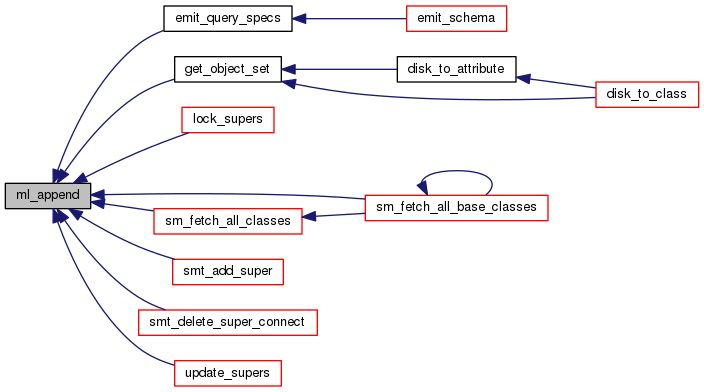 emit_query_specs
emit_schema
get_object_set
disk_to_attribute
disk_to_class
lock_supers
ml_append
sm_fetch_all_base_classes
sm_fetch_all_classes
smt_add_super
smt_delete_super_connect
update_supers